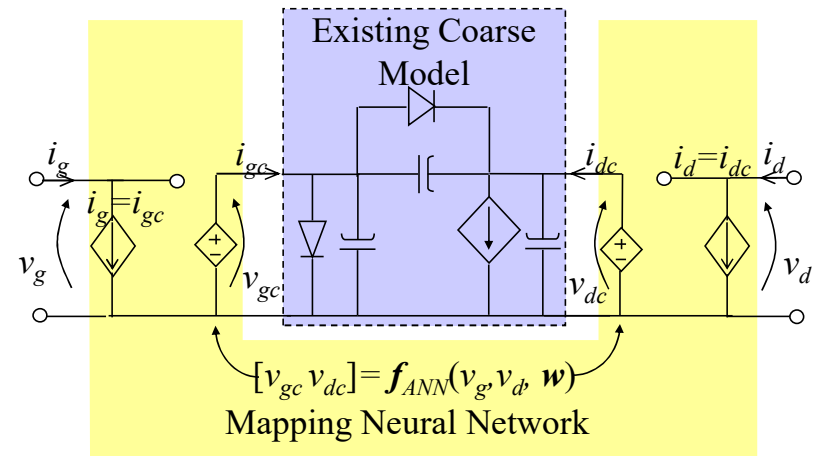 Existing Coarse
Model
i_g
i_gc
i_dc
i_d=i_dc
i_d
i_g=i_gc
+
−
+
−
v_g
v_gc
v_dc
v_d
[v_gc v_dc]= f_ANN(v_g,v_d, w)
Mapping Neural Network